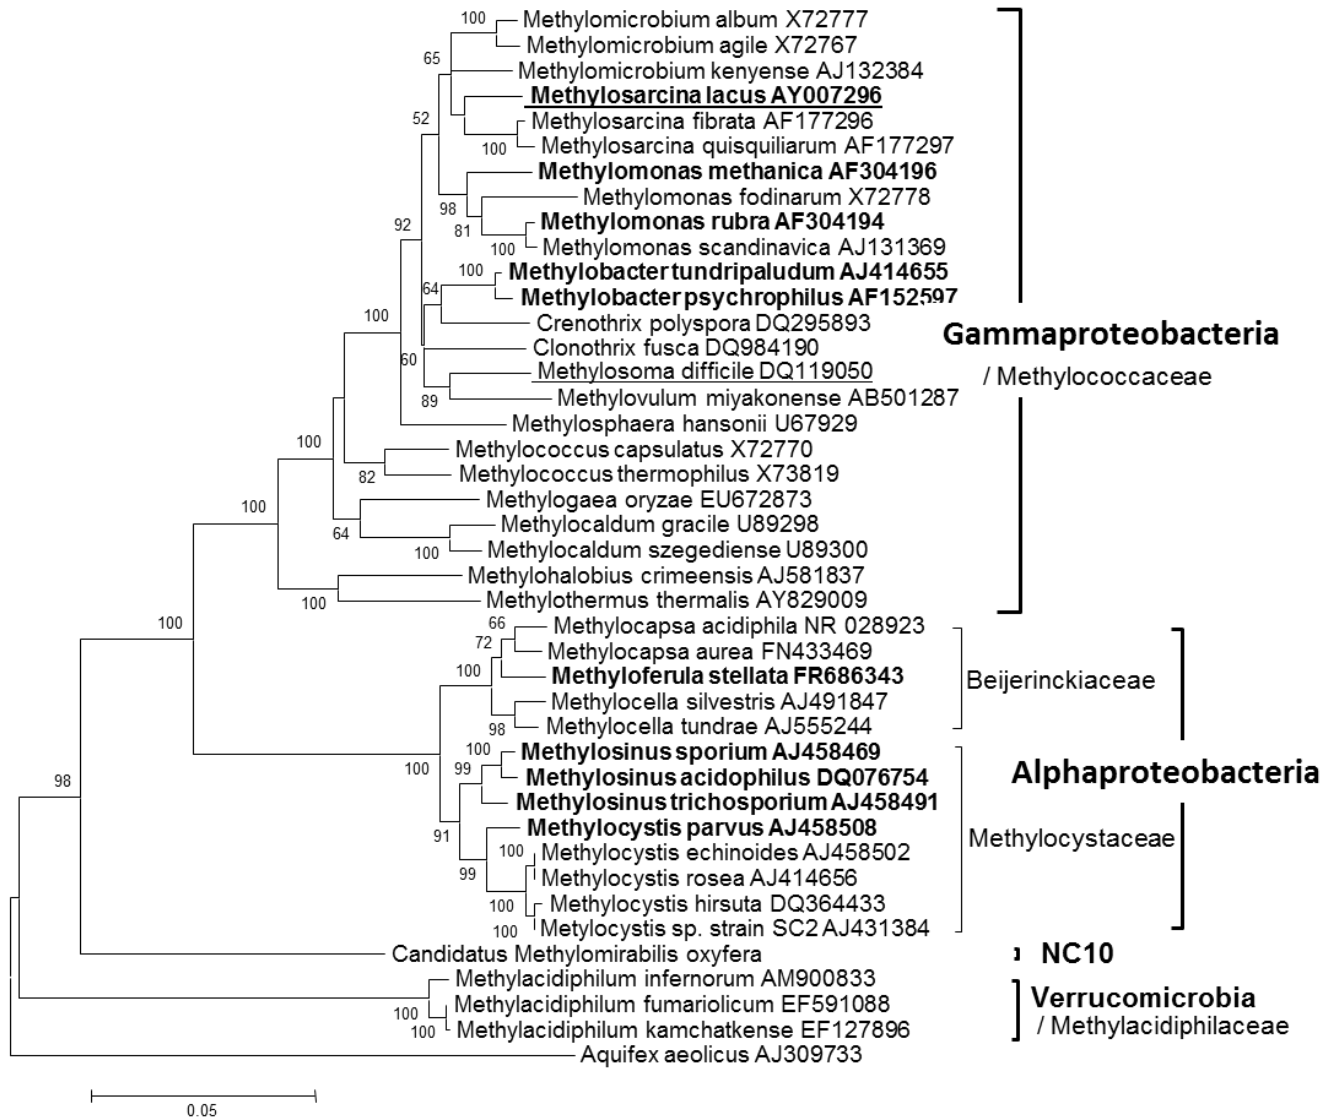 100 Methylomicrobium album X72777
Methylomicrobium agile X72767
65
Methylomicrobium kenyense AJ132384
Methylosarcina lacus AY007296
52 Methylosarcina fibrata AF177296
100 Methylosarcina quisquiliarum AF177297
Methylomonas methanica AF304196
Methylomonas fodinarum X72778
98
92 81 Methylomonas rubra AF304194
100 Methylomonas scandinavica AJ131369
100 Methylobacter tundripaludum AJ414655
64 Methylobacter psychrophilus AF152597
100 Crenothrix polyspora DQ295893
Gammaproteobacteria
Clonothrix fusca DQ984190
60
Methylosoma difficile DQ119050
/ Methylococcaceae
89 Methylovulum miyakonense AB501287
Methylosphaera hansonii U67929
100 Methylococcus capsulatus X72770
82 Methylococcus thermophilus X73819
Methylogaea oryzae EU672873
100
64 Methylocaldum gracile U89298
100 Methylocaldum szegediense U89300
Methylohalobius crimeensis AJ581837
100 Methylothermus thermalis AY829009
100 66 Methylocapsa acidiphila NR 028923
72 Methylocapsa aurea FN433469
100 Methyloferula stellata FR686343
Beijerinckiaceae
Methylocella silvestris AJ491847
98 Methylocella tundrae AJ555244
100 Methylosinus sporium AJ458469
100 99 Methylosinus acidophilus DQ076754
Alphaproteobacteria
98
Methylosinus trichosporium AJ458491
91 Methylocystis parvus AJ458508
Methylocystaceae
100 Methylocystis echinoides AJ458502
99 Methylocystis rosea AJ414656
100 Methylocystis hirsuta DQ364433
100 Metylocystis sp. strain SC2 AJ431384
Candidatus Methylomirabilis oxyfera
NC10
Methylacidiphilum infernorum AM900833
Verrucomicrobia
100 Methylacidiphilum fumariolicum EF591088
/ Methylacidiphilaceae
100 Methylacidiphilum kamchatkense EF127896
Aquifex aeolicus AJ309733
0.05